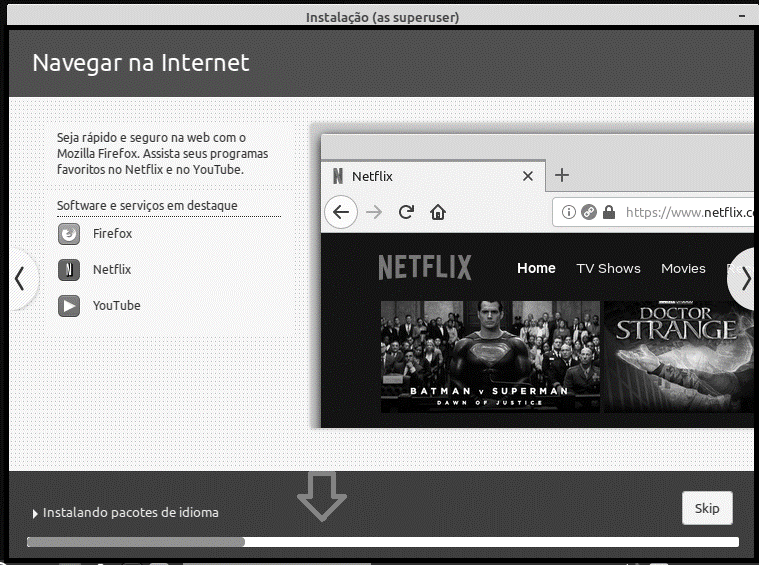 Instalação (as superuser)
Navegar na Internet
Seja rápido e seguro na web com o
Mozilla Firefox. Assista seus programas
favoritos no Netflix e no YouTube.
Software e serviços em destaque
Firefox
Netflix
YouTube
Netflix
https://www.netflix.c
NETFLIX
Home TV Shows Movies
BATMAN v SUPERMAN
DAWN OF JUSTICE
DOCTOR
STRANGE
Instalando pacotes de idioma
Skip